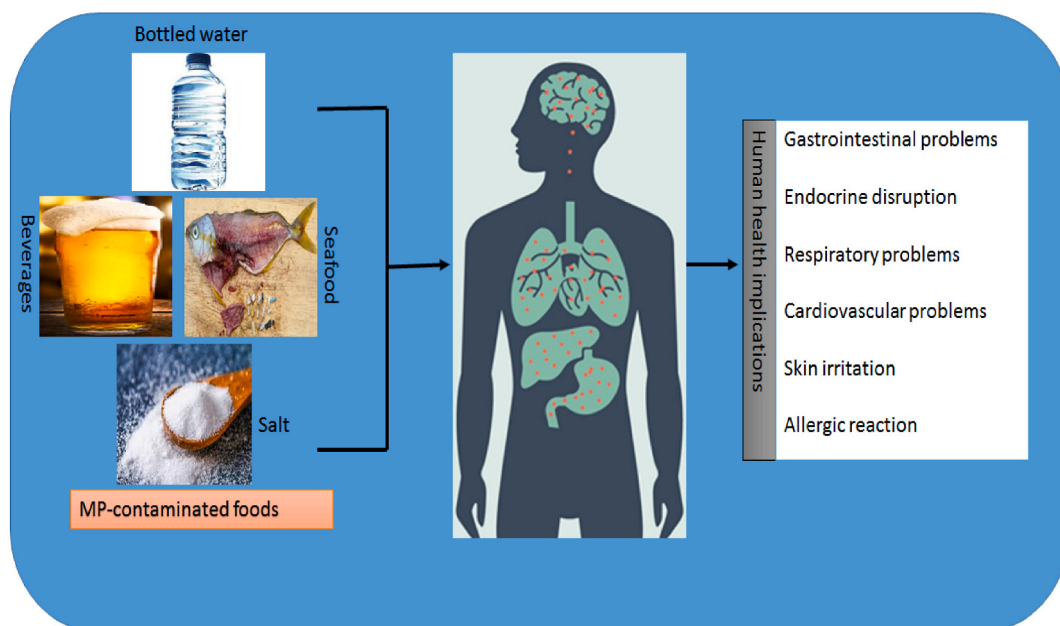 Bottled water
Beverages
Seafood
Salt
MP-contaminated foods
Human health implications
Gastrointestinal problems
Endocrine disruption
Respiratory problems
Cardiovascular problems
Skin irritation
Allergic reaction